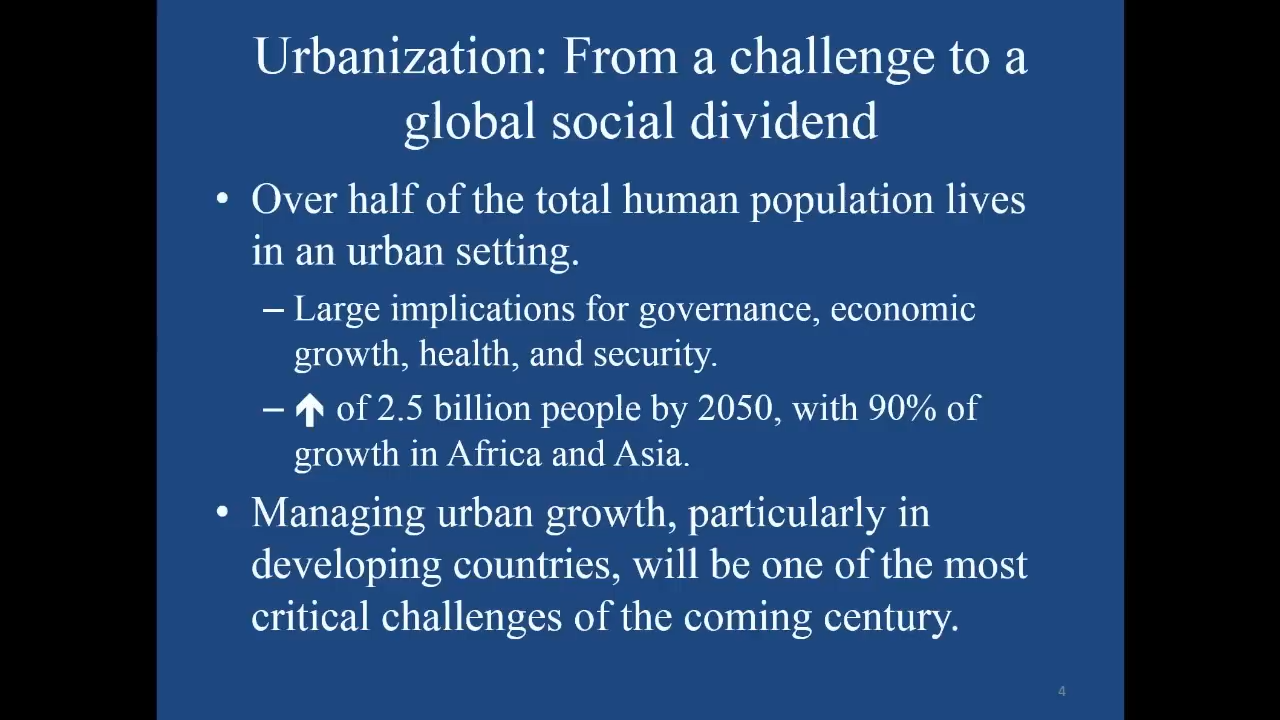 Urbanization: From a challenge to a
global social dividend
• Over half of the total human population lives
in an urban setting.
– Large implications for governance, economic
growth, health, and security.
– ⬆ of 2.5 billion people by 2050, with 90% of
growth in Africa and Asia.
• Managing urban growth, particularly in
developing countries, will be one of the most
critical challenges of the coming century.
4